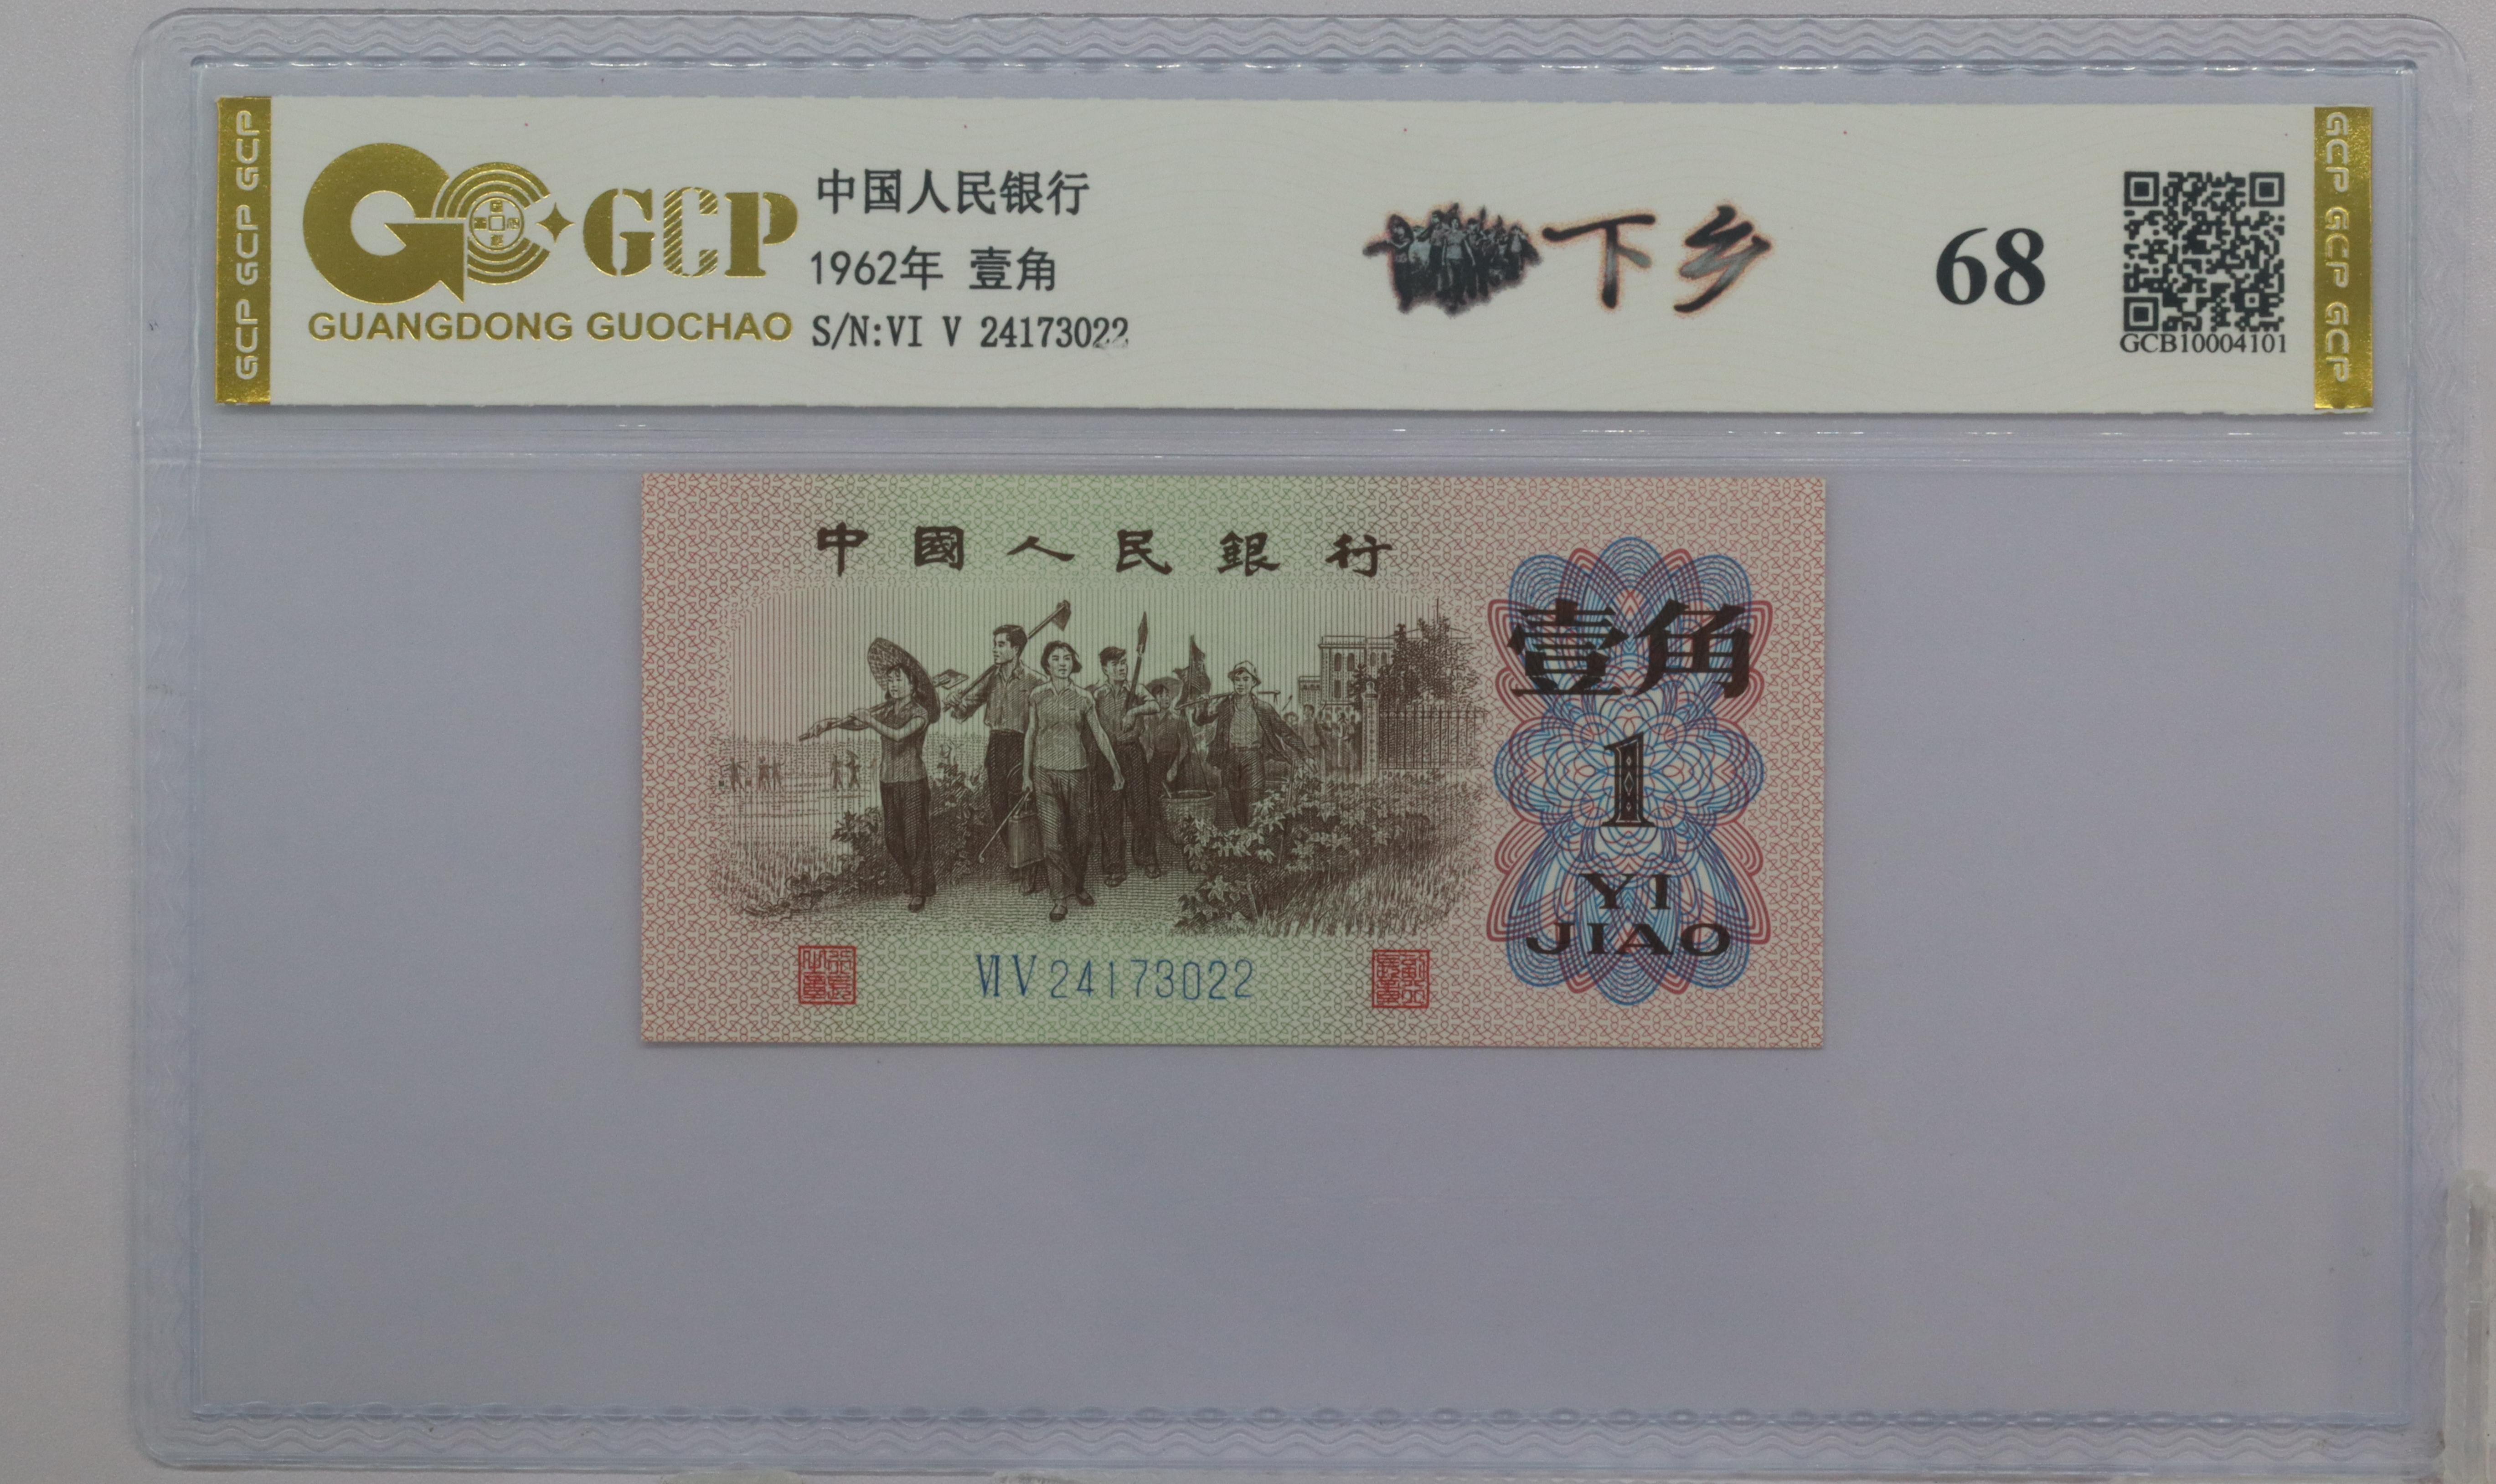 GCP GCP GCP
GCP
GUANGDONG GUOCHAO
中国人民银行
1962年 壹角
S/N:VI V 24173022
下乡
68
GCB10004101
GCP GCP GCP
中國人民銀行
壹角
1
YI
JIAO
VI V 24173022